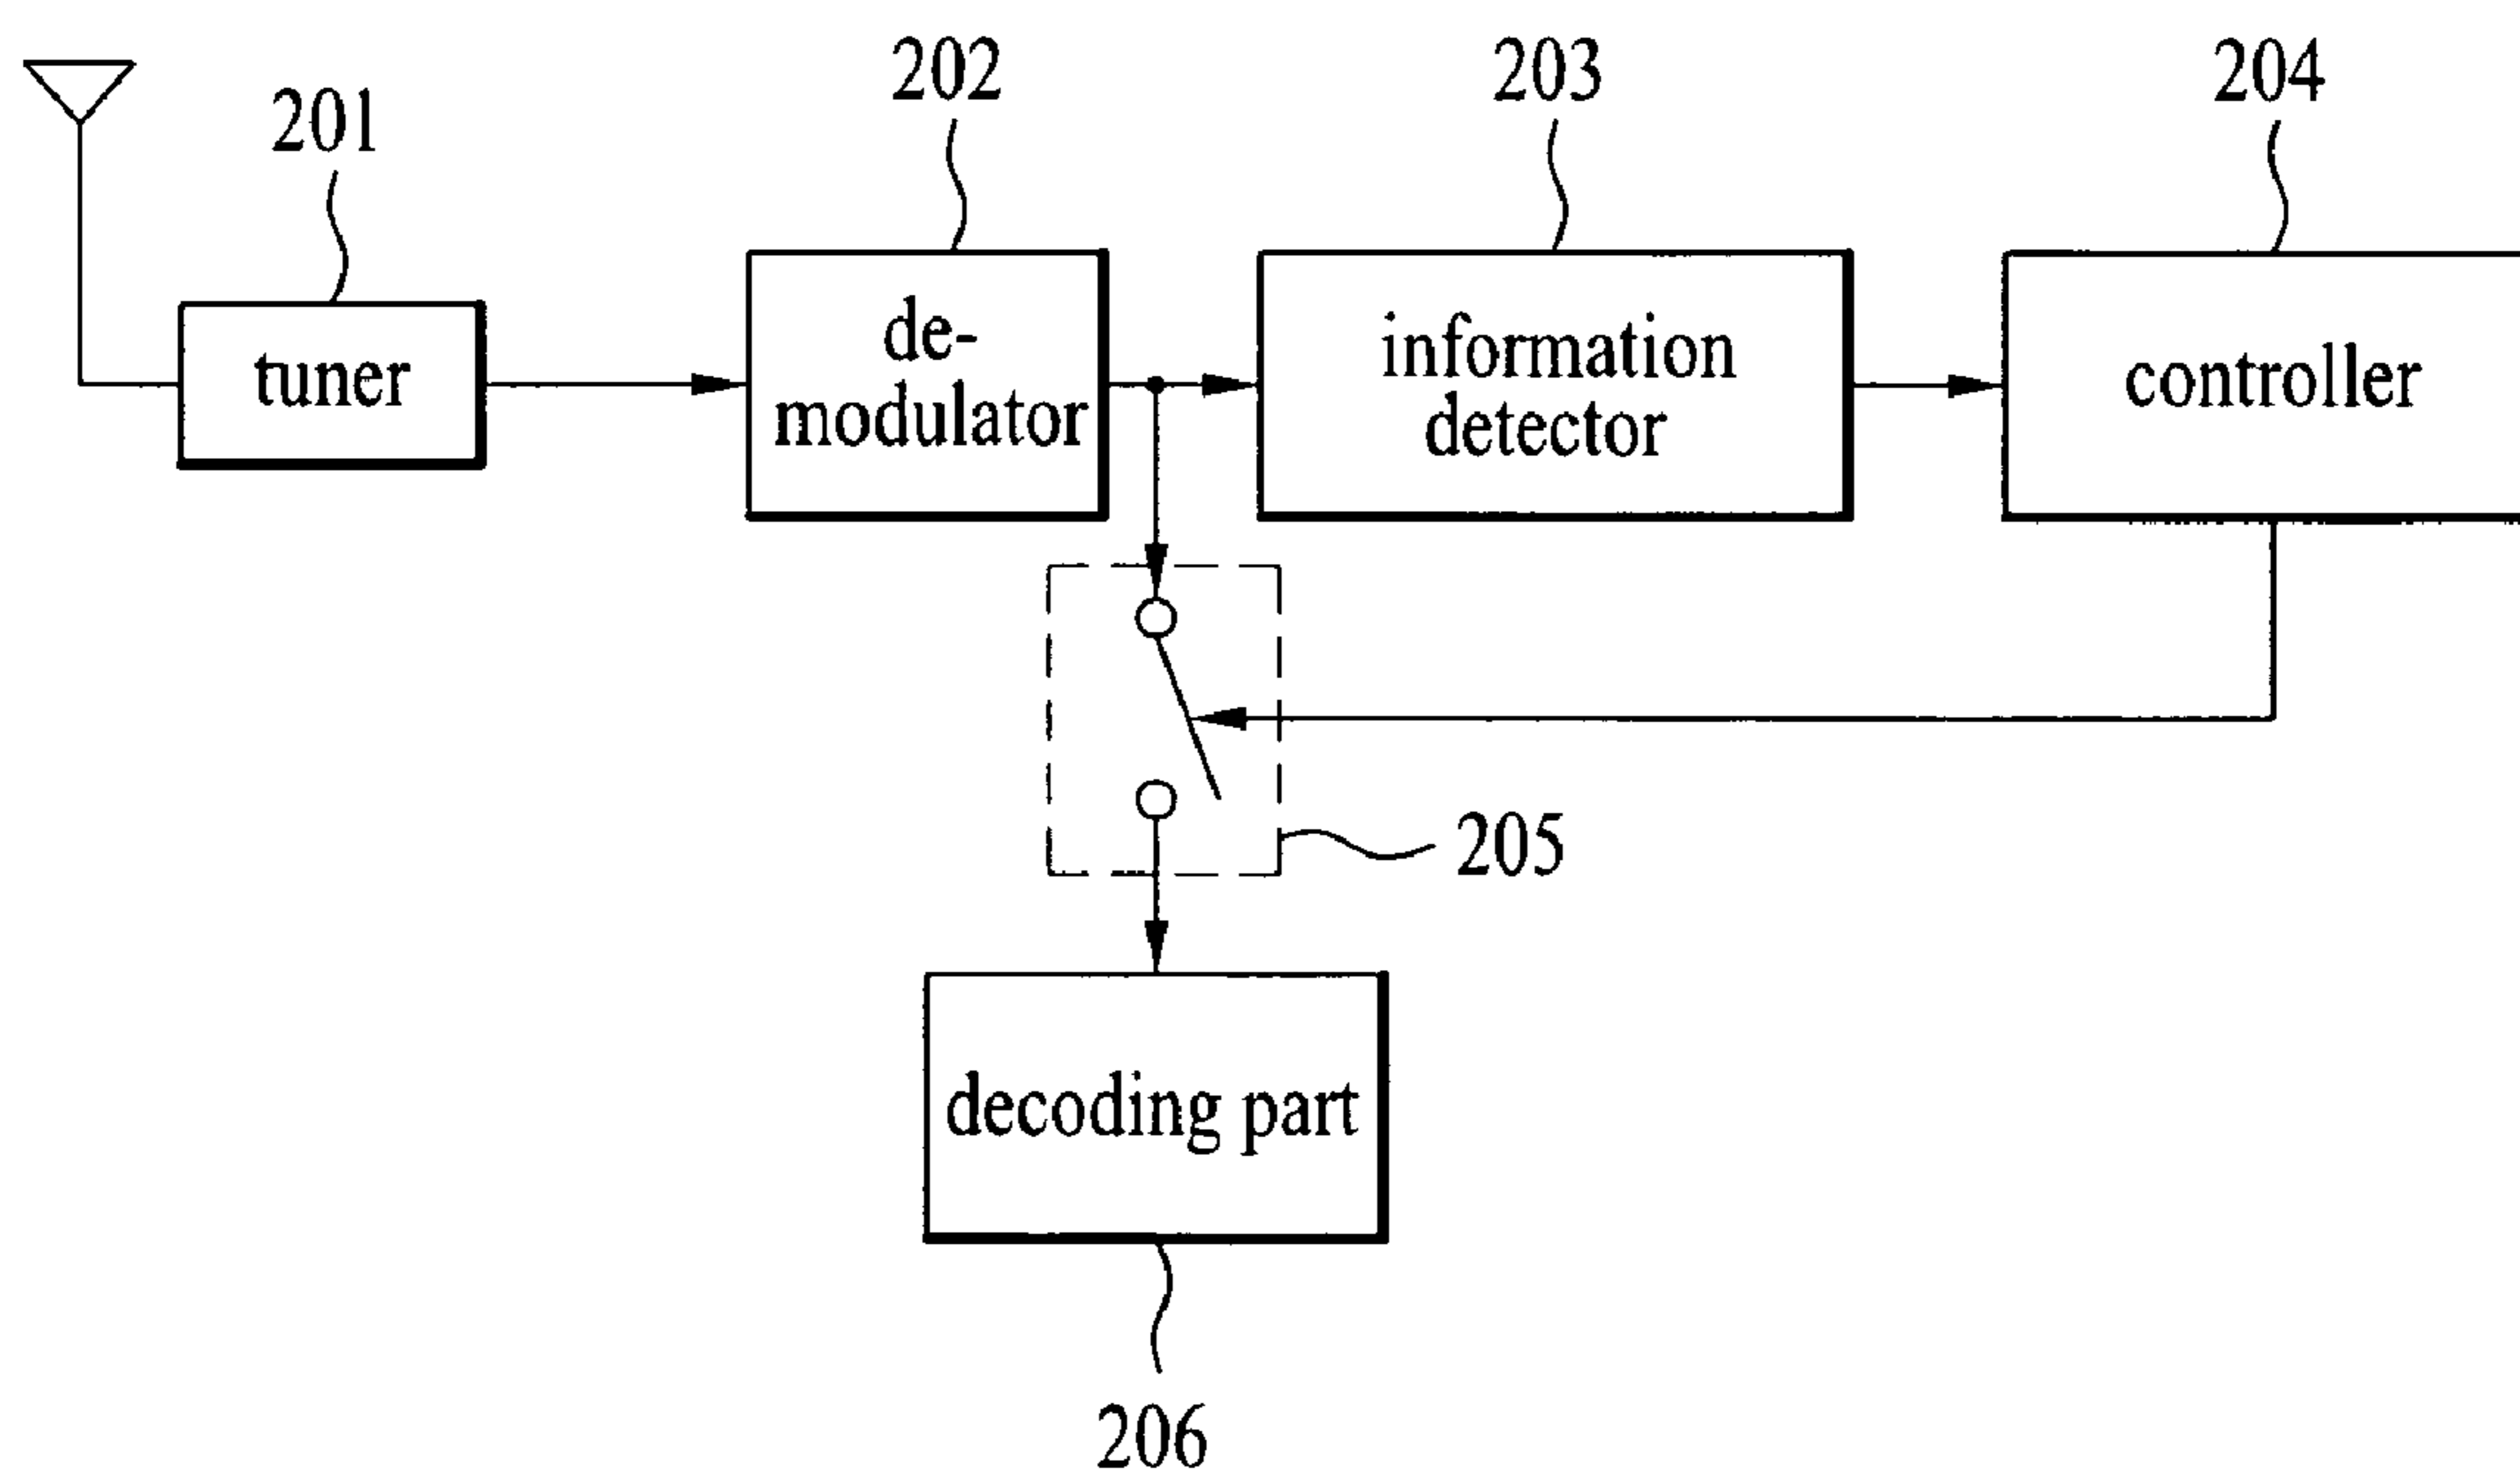 201
202
203
204
tuner
de-
modulator
information
detector
controller
205
decoding part
206